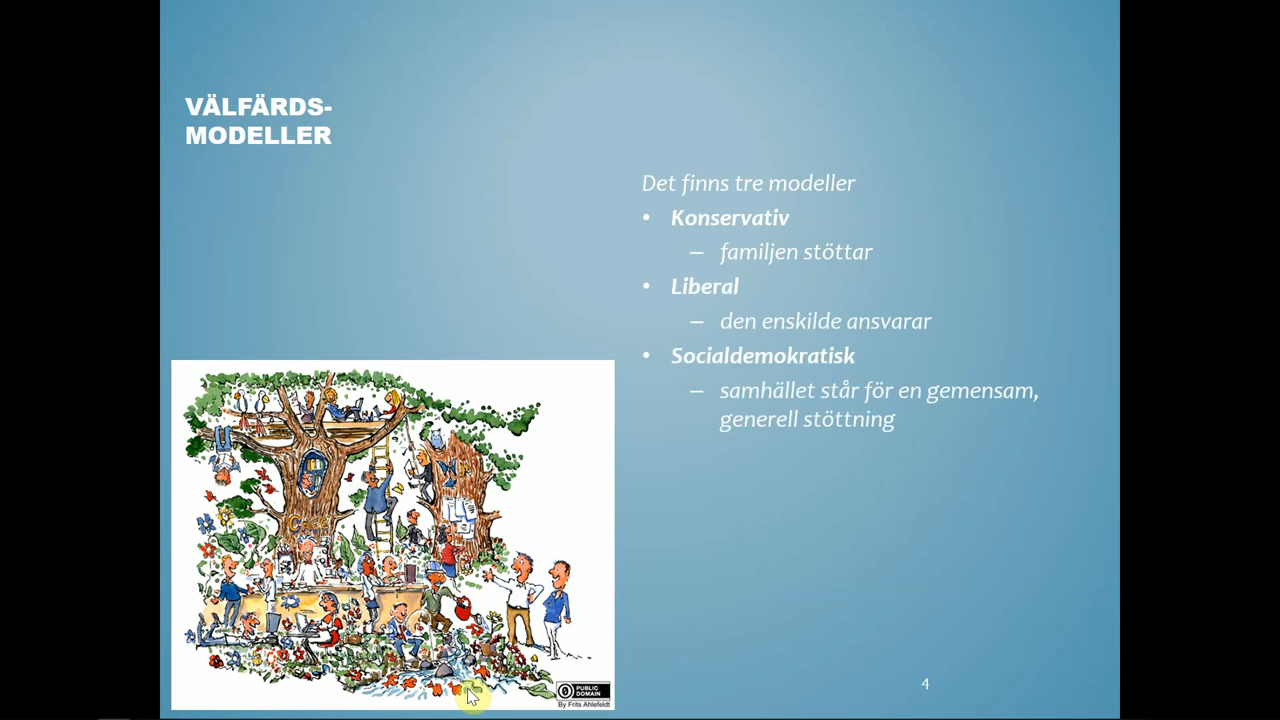 VÄLFÄRDS-
MODELLER
Det finns tre modeller
• Konservativ
– familjen stöttar
• Liberal
– den enskilde ansvarar
• Socialdemokratisk
– samhället står för en gemensam,
generell stöttning
PUBLIC
DOMAIN
By Frits Ahlefeldt
4